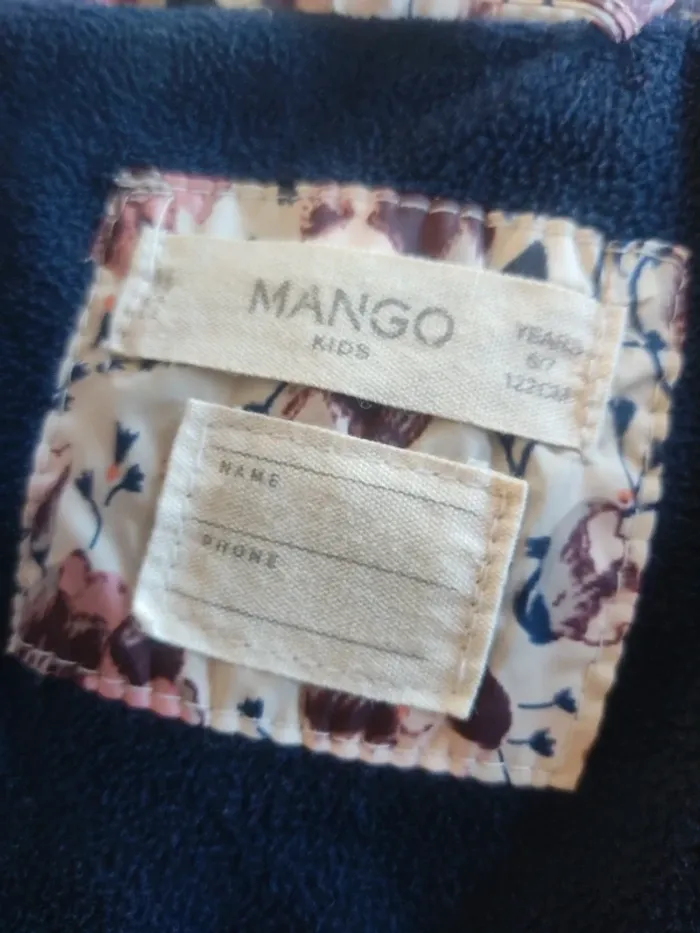 MANGO
KIDS
YEARS
6/7
122CM
NAME
PHONE